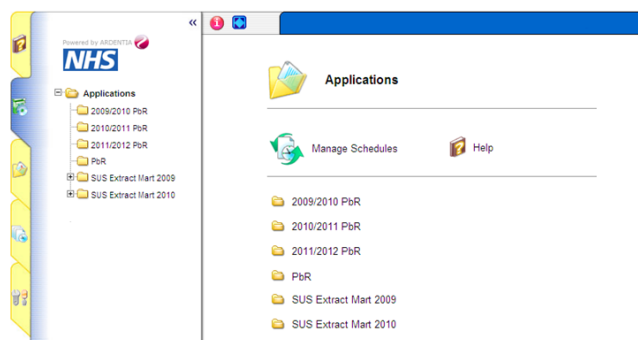 «
Powered by ARDENTIA
NHS
Applications
2009/2010 PbR
2010/2011 PbR
2011/2012 PbR
PbR
SUS Extract Mart 2009
SUS Extract Mart 2010
Applications
Manage Schedules
Help
2009/2010 PbR
2010/2011 PbR
2011/2012 PbR
PbR
SUS Extract Mart 2009
SUS Extract Mart 2010